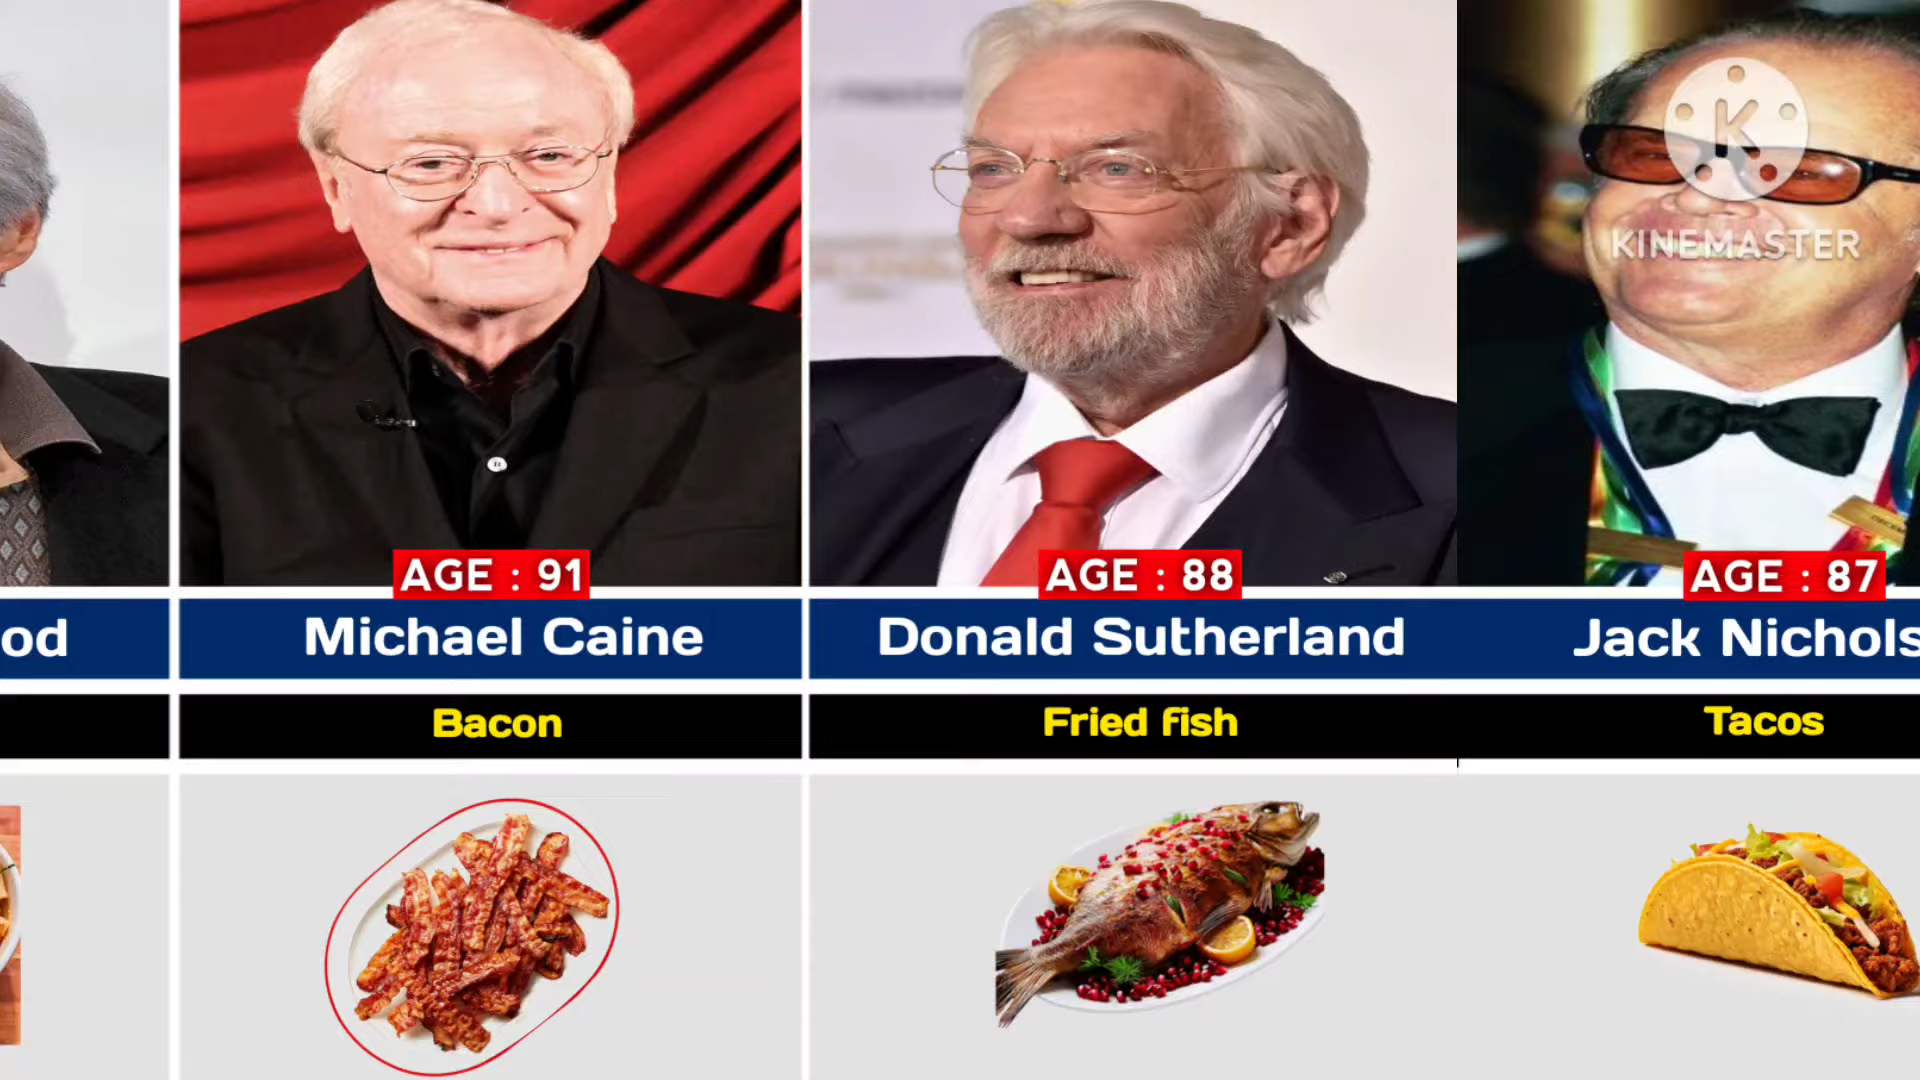 K
KINEMASTER
AGE : 91
AGE : 88
AGE : 87
od
Michael Caine
Donald Sutherland
Jack Nichols
Bacon
Fried fish
Tacos